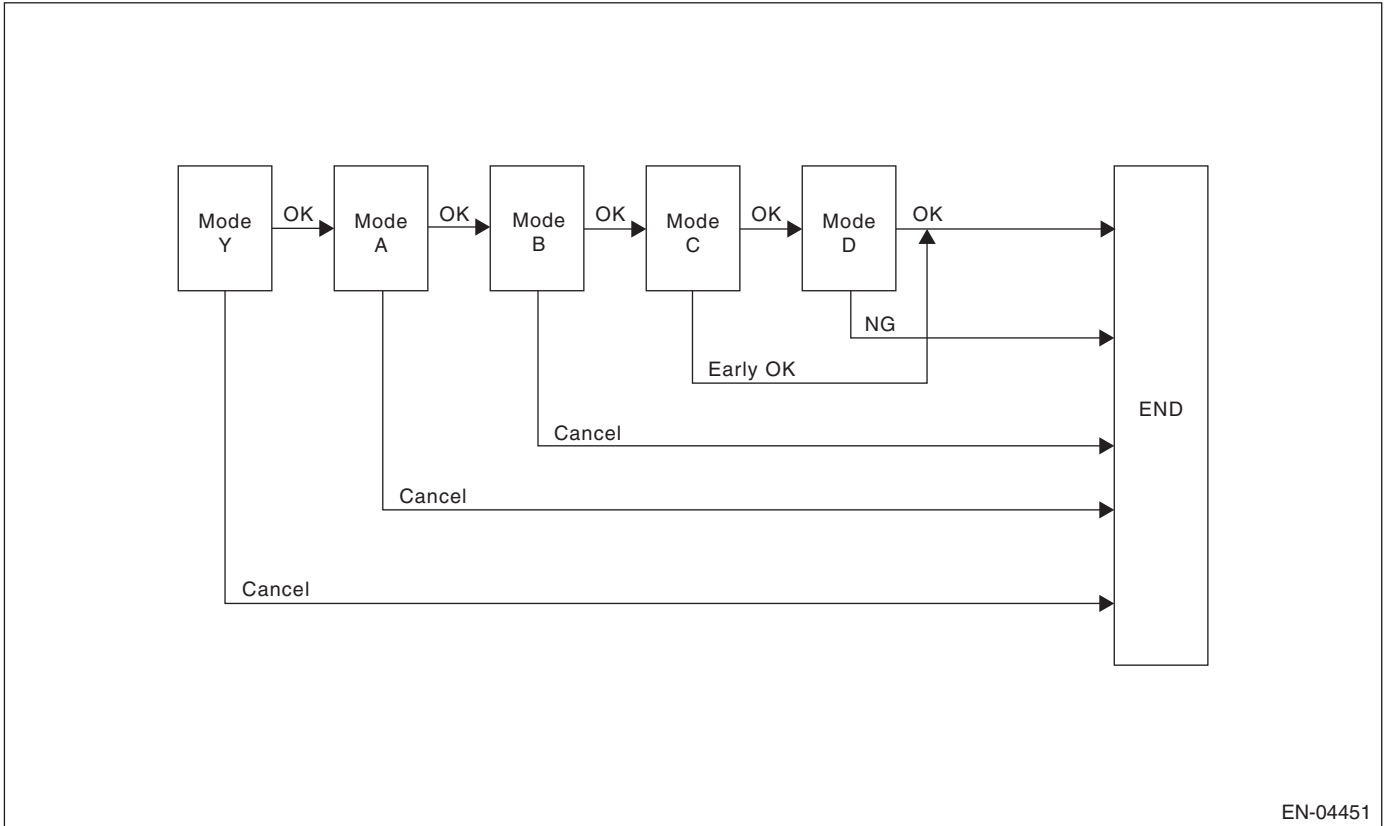 Mode
Y
OK
Mode
A
OK
Mode
B
OK
Mode
C
OK
Mode
D
OK
NG
Early OK
Cancel
Cancel
Cancel
END
EN-04451